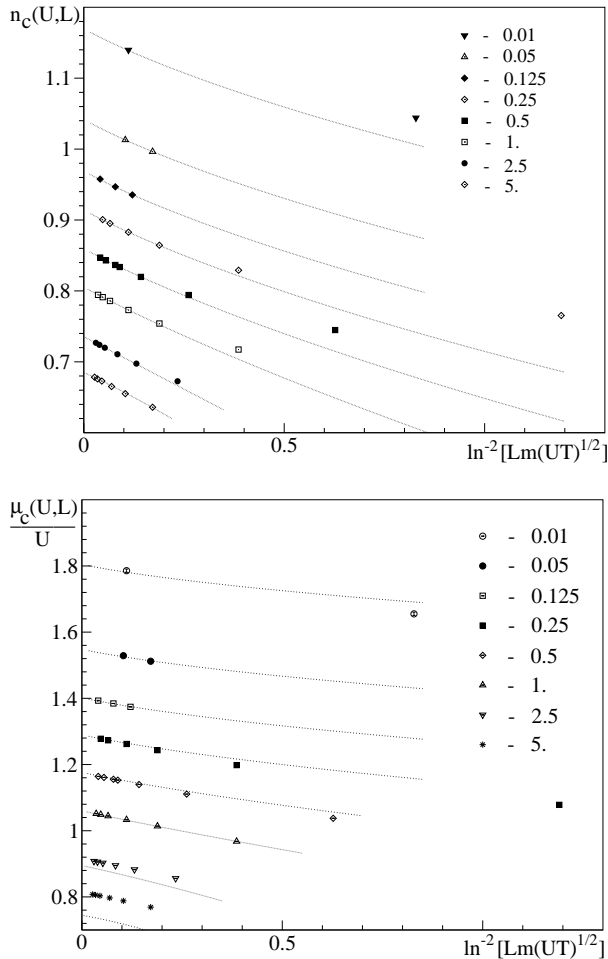 n_c(U,L)
1.1
1
0.9
0.8
0.7
0
0.5
ln⁻² [Lm(UT)^{1/2}]
▼ - 0.01
△ - 0.05
◆ - 0.125
◇ - 0.25
■ - 0.5
⊡ - 1.
● - 2.5
◇ - 5.
μ_c(U,L)
U
1.8
1.6
1.4
1.2
1
0.8
0
0.5
ln⁻² [Lm(UT)^{1/2}]
⊙ - 0.01
● - 0.05
⊡ - 0.125
■ - 0.25
◇ - 0.5
△ - 1.
▽ - 2.5
✱ - 5.